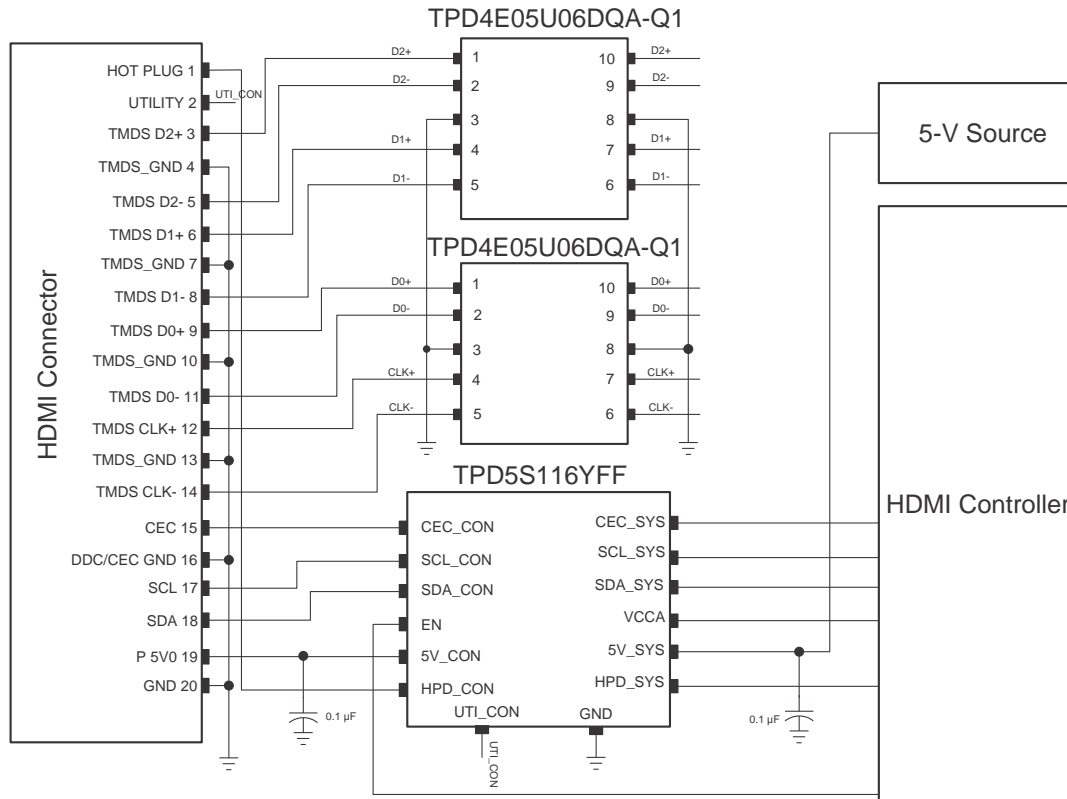 HDMI Connector
HOT PLUG 1
UTILITY 2
TMDS D2+ 3
TMDS_GND 4
TMDS D2- 5
TMDS D1+ 6
TMDS_GND 7
TMDS D1- 8
TMDS D0+ 9
TMDS_GND 10
TMDS D0- 11
TMDS CLK+ 12
TMDS_GND 13
TMDS CLK- 14
CEC 15
DDC/CEC GND 16
SCL 17
SDA 18
P 5V0 19
GND 20
UTI_CON
0.1 µF
TPD4E05U06DQA-Q1
D2+
D2-
D1+
D1-
1
2
3
4
5
10
9
8
7
6
D2+
D2-
D1+
D1-
TPD4E05U06DQA-Q1
D0+
D0-
CLK+
CLK-
1
2
3
4
5
10
9
8
7
6
D0+
D0-
CLK+
CLK-
TPD5S116YFF
CEC_CON
SCL_CON
SDA_CON
EN
5V_CON
HPD_CON
UTI_CON
GND
CEC_SYS
SCL_SYS
SDA_SYS
VCCA
5V_SYS
HPD_SYS
UTI_CON
0.1 µF
5-V Source
HDMI Controller